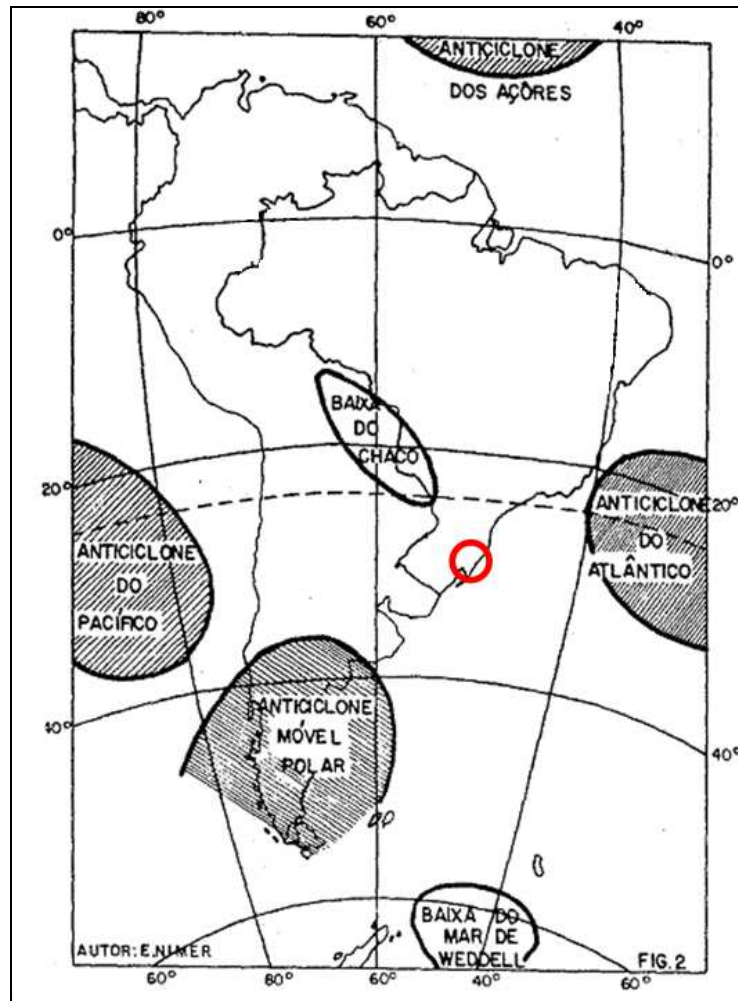 80°
60°
40°
ANTICICLONE
DOS AÇÔRES
0°
0°
BAIXA
DO
CHACO
20°
20°
ANTICICLONE
DO
PACÍFICO
ANTICICLONE
DO
ATLÂNTICO
ANTICICLONE
MÓVEL
POLAR
40°
40°
BAIXA DO
MAR DE
WEDDELL
AUTOR: E.NIMER
FIG. 2
60°
80°
60°
40°
60°